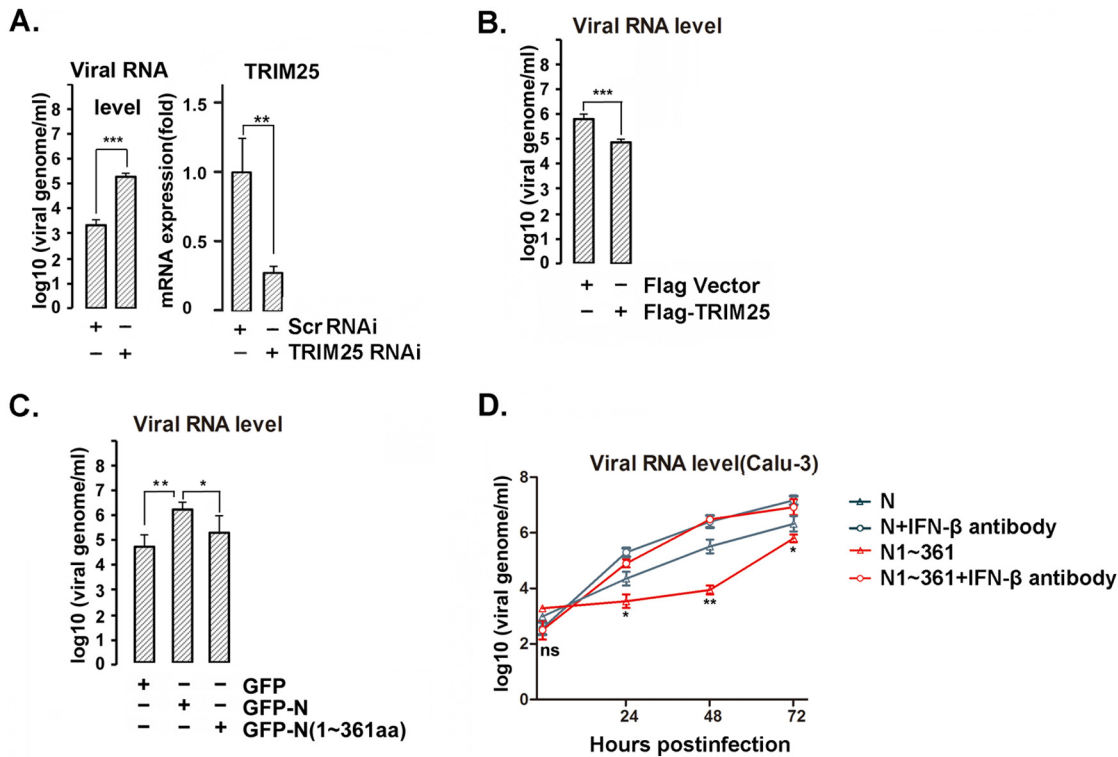 A.
Viral RNA
level
log10 (viral genome/ml)
8
7
6
5
4
3
2
1
0
***
+ −
− +
TRIM25
mRNA expression(fold)
1.5
1.0
0.5
0
**
+ − Scr RNAi
− + TRIM25 RNAi
B.
Viral RNA level
log10 (viral genome/ml)
8
7
6
5
4
3
2
1
0
***
+ − Flag Vector
− + Flag-TRIM25
C.
Viral RNA level
log10 (viral genome/ml)
8
7
6
5
4
3
2
1
0
** *
+ − − GFP
− + − GFP-N
− − + GFP-N(1~361aa)
D.
Viral RNA level(Calu-3)
log10 (viral genome/ml)
8
6
4
2
0
ns
*
**
*
24 48 72
Hours postinfection
N
N+IFN-β antibody
N1~361
N1~361+IFN-β antibody